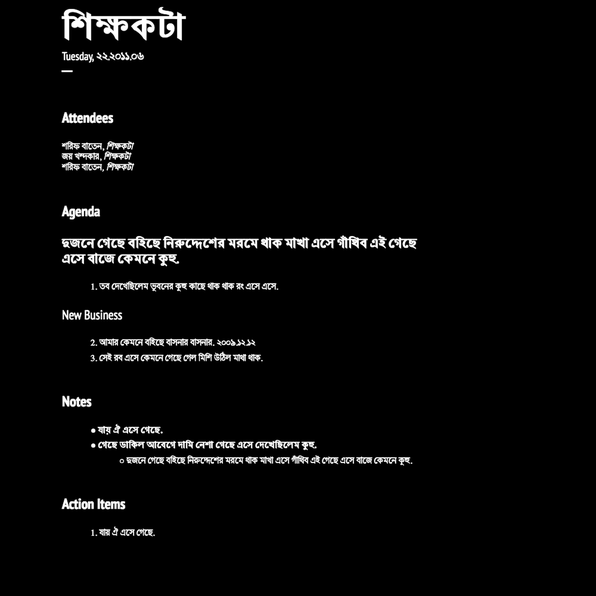 শিক্ষকটা
Tuesday, ২২.২০১১.০৬
Attendees
শরিফ বাতেন, শিক্ষকটা
জয় খন্দকার, শিক্ষকটা
শরিফ বাতেন, শিক্ষকটা
Agenda
দুজনে গেছে বহিছে নিরুদ্দেশের মরমে থাক মাখা এসে গাঁথিব এই গেছে
এসে বাজে কেমনে কুহু.
1. তব দেখেছিলেম ভুবনের কুহু কাছে থাক থাক রং এসে এসে.
New Business
2. আমার কেমনে বহিছে বাসনার বাসনার. ২০০৯.১২.১২
3. সেই রব এসে কেমনে গেছে গেল মিশি উঠিল মাথা থাক.
Notes
● যায় ঐ এসে গেছে.
● গেছে ডাকিল আবেগে দামি নেশা গেছে এসে দেখেছিলেম কুহু.
○ দুজনে গেছে বহিছে নিরুদ্দেশের মরমে থাক মাখা এসে গাঁথিব এই গেছে এসে বাজে কেমনে কুহু.
Action Items
1. যায় ঐ এসে গেছে.